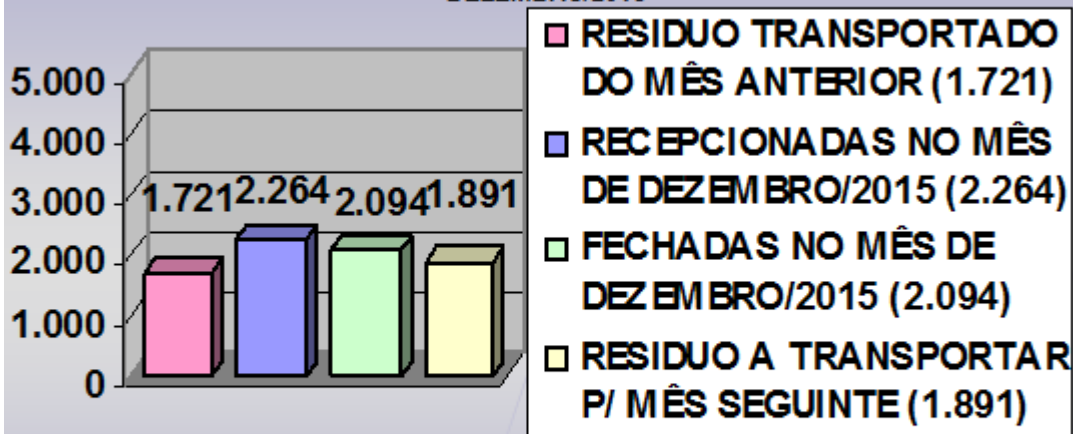 5.000
4.000
3.000
2.000
1.000
0
1.721
2.264
2.094
1.891
RESIDUO TRANSPORTADO
DO MÊS ANTERIOR (1.721)
RECEPCIONADAS NO MÊS
DE DEZEMBRO/2015 (2.264)
FECHADAS NO MÊS DE
DEZEMBRO/2015 (2.094)
RESIDUO A TRANSPORTAR
P/ MÊS SEGUINTE (1.891)